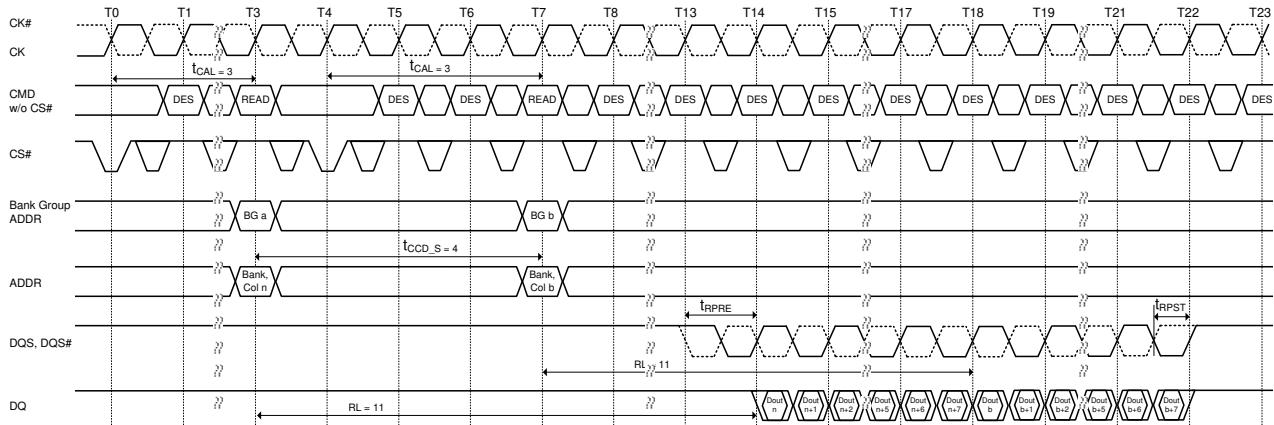 T0 T1 T3 T4 T5 T6 T7 T8 T13 T14 T15 T17 T18 T19 T21 T22 T23
CK#
CK
tCAL = 3 tCAL = 3
CMD
w/o CS#
DES READ DES DES READ DES DES DES DES DES DES DES DES DES DES
CS#
Bank Group
ADDR
BG a BG b
tCCD_S = 4
ADDR
Bank, Col n
Bank, Col b
tRPRE tRPST
DQS, DQS#
RL = 11
DQ
RL = 11
Dout n Dout n+1 Dout n+2 Dout n+5 Dout n+6 Dout n+7 Dout b Dout b+1 Dout b+2 Dout b+5 Dout b+6 Dout b+7